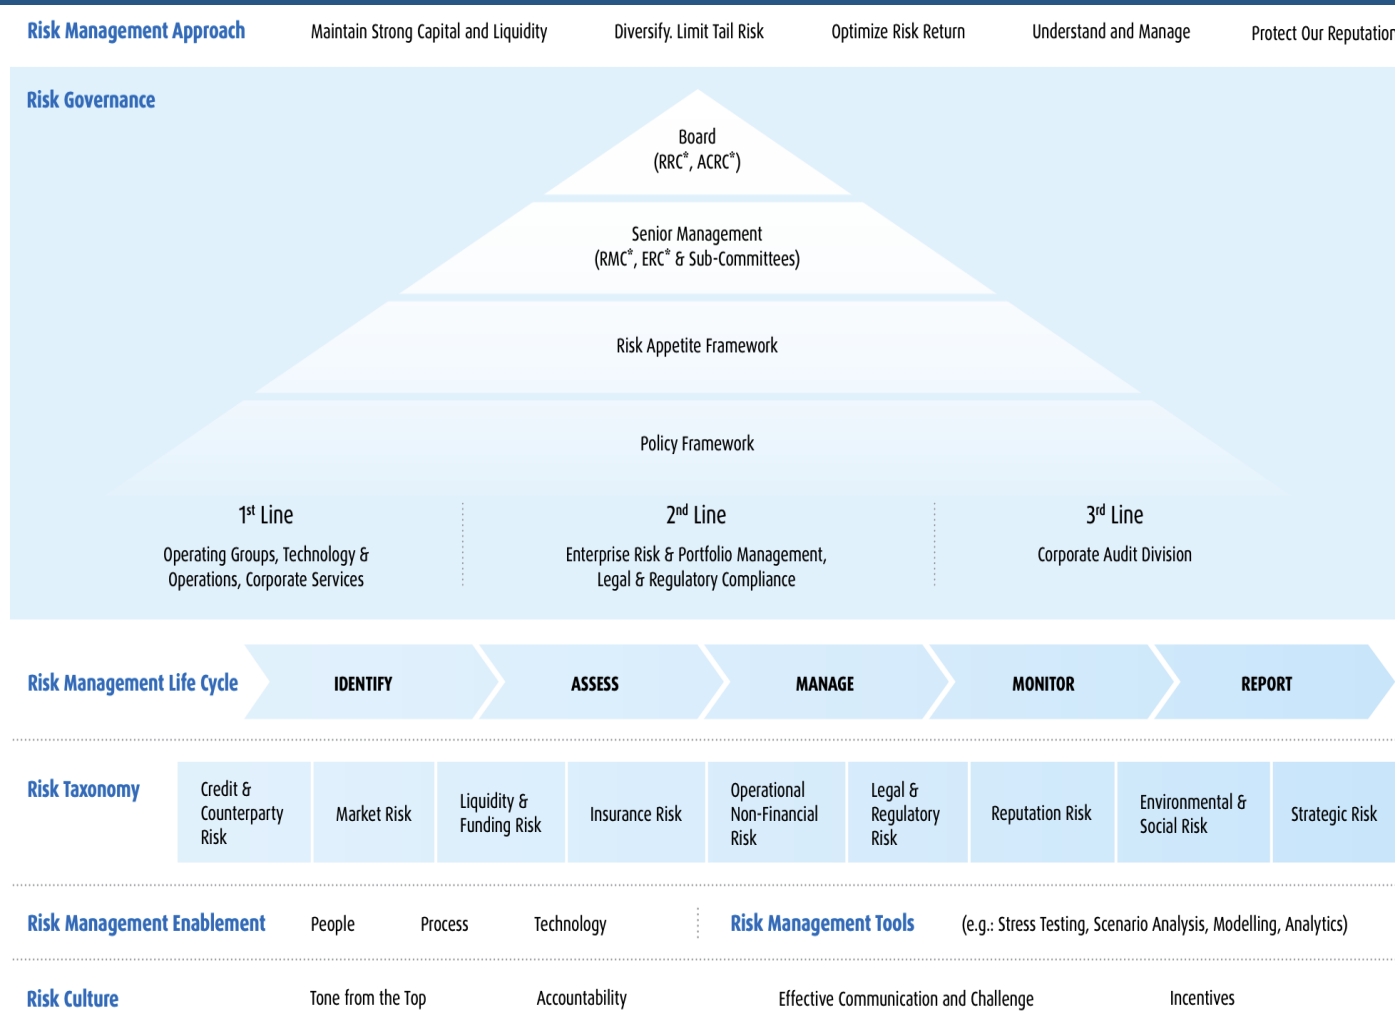 Risk Management Approach Maintain Strong Capital and Liquidity Diversify. Limit Tail Risk Optimize Risk Return Understand and Manage Protect Our Reputation
Risk Governance
Board
(RRC*, ACRC*)
Senior Management
(RMC*, ERC* & Sub-Committees)
Risk Appetite Framework
Policy Framework
1st Line
Operating Groups, Technology &
Operations, Corporate Services
2nd Line
Enterprise Risk & Portfolio Management,
Legal & Regulatory Compliance
3rd Line
Corporate Audit Division
Risk Management Life Cycle IDENTIFY ASSESS MANAGE MONITOR REPORT
Risk Taxonomy
Credit &
Counterparty
Risk
Market Risk
Liquidity &
Funding Risk
Insurance Risk
Operational
Non-Financial
Risk
Legal &
Regulatory
Risk
Reputation Risk
Environmental &
Social Risk
Strategic Risk
Risk Management Enablement People Process Technology
Risk Management Tools (e.g.: Stress Testing, Scenario Analysis, Modelling, Analytics)
Risk Culture Tone from the Top Accountability Effective Communication and Challenge Incentives